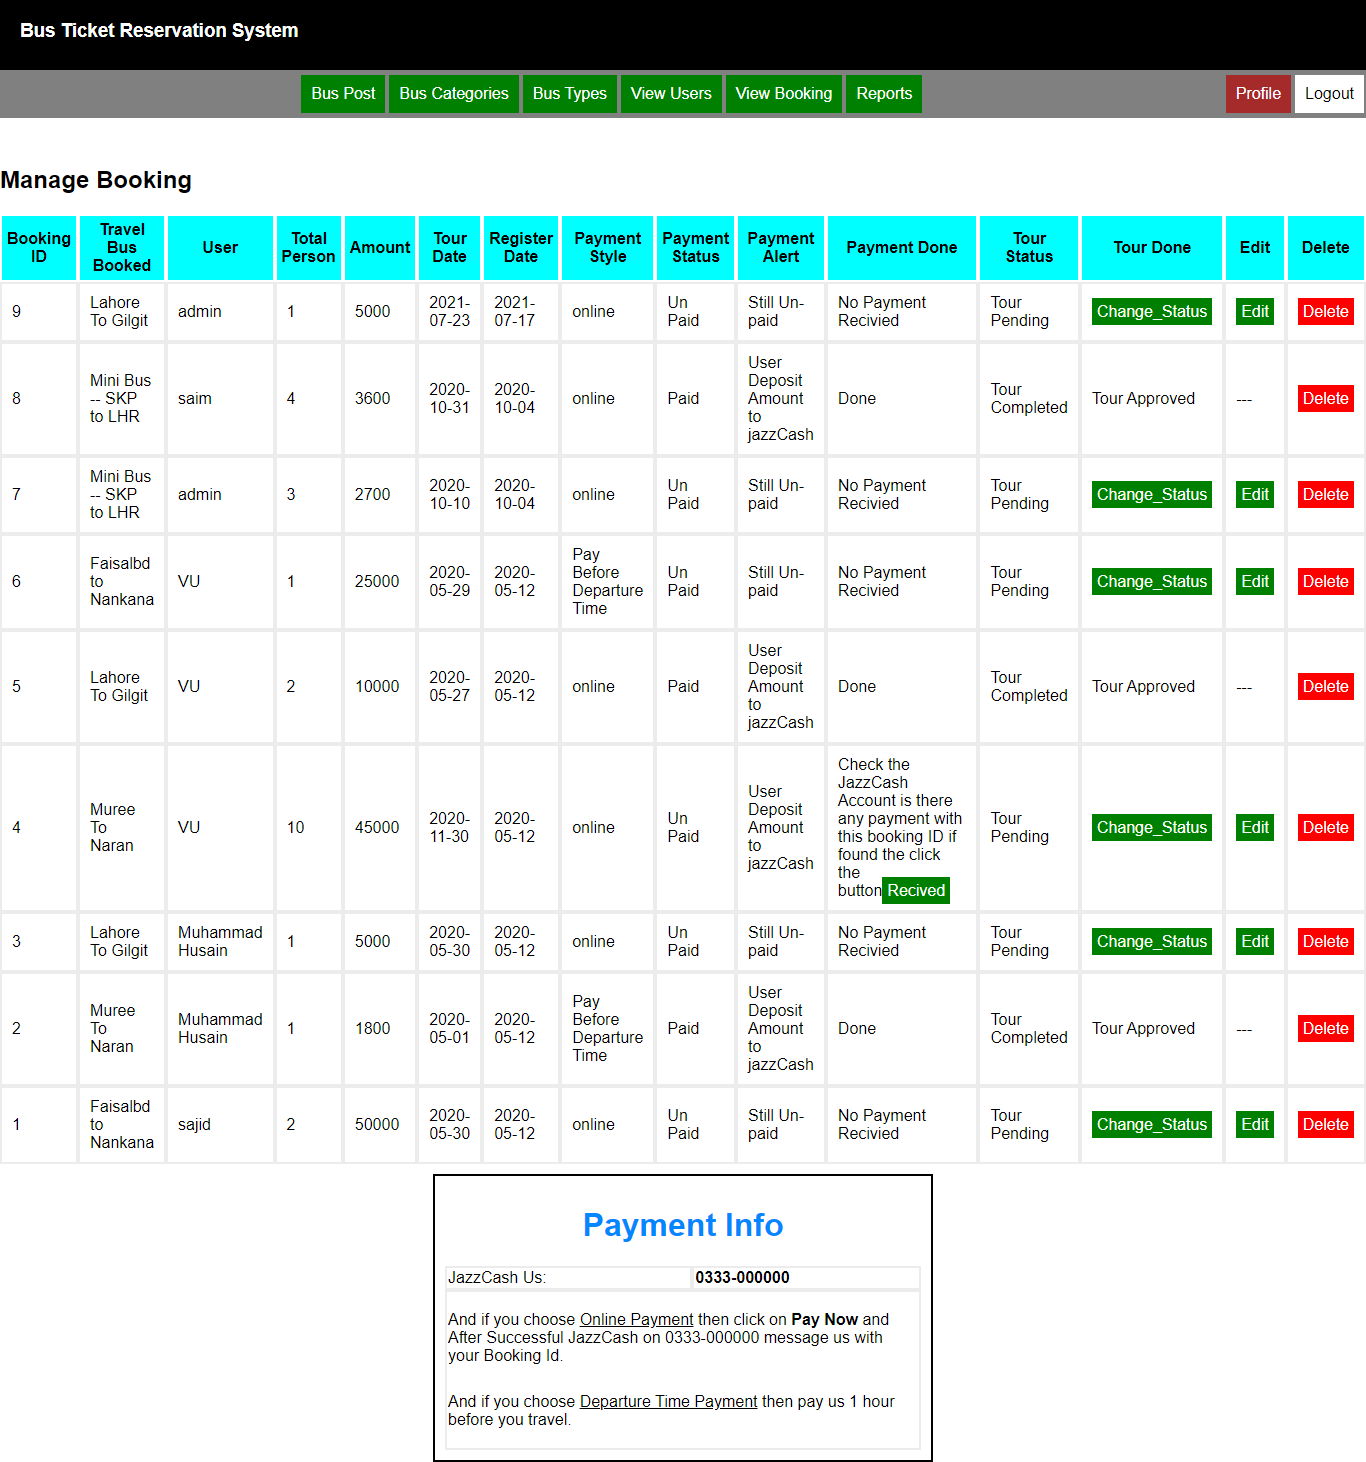 Bus Ticket Reservation System
Bus Post Bus Categories Bus Types View Users View Booking Reports Profile Logout
Manage Booking
Booking ID Travel Bus Booked User Total Person Amount Tour Date Register Date Payment Style Payment Status Payment Alert Payment Done Tour Status Tour Done Edit Delete
9 Lahore To Gilgit admin 1 5000 2021-07-23 2021-07-17 online Un Paid Still Un-paid No Payment Recivied Tour Pending Change_Status Edit Delete
8 Mini Bus -- SKP to LHR saim 4 3600 2020-10-31 2020-10-04 online Paid User Deposit Amount to jazzCash Done Tour Completed Tour Approved --- Delete
7 Mini Bus -- SKP to LHR admin 3 2700 2020-10-10 2020-10-04 online Un Paid Still Un-paid No Payment Recivied Tour Pending Change_Status Edit Delete
6 Faisalbd to Nankana VU 1 25000 2020-05-29 2020-05-12 Pay Before Departure Time Un Paid Still Un-paid No Payment Recivied Tour Pending Change_Status Edit Delete
5 Lahore To Gilgit VU 2 10000 2020-05-27 2020-05-12 online Paid User Deposit Amount to jazzCash Done Tour Completed Tour Approved --- Delete
4 Muree To Naran VU 10 45000 2020-11-30 2020-05-12 online Un Paid User Deposit Amount to jazzCash Check the JazzCash Account is there any payment with this booking ID if found the click the button Recived Tour Pending Change_Status Edit Delete
3 Lahore To Gilgit Muhammad Husain 1 5000 2020-05-30 2020-05-12 online Un Paid Still Un-paid No Payment Recivied Tour Pending Change_Status Edit Delete
2 Muree To Naran Muhammad Husain 1 1800 2020-05-01 2020-05-12 Pay Before Departure Time Paid User Deposit Amount to jazzCash Done Tour Completed Tour Approved --- Delete
1 Faisalbd to Nankana sajid 2 50000 2020-05-30 2020-05-12 online Un Paid Still Un-paid No Payment Recivied Tour Pending Change_Status Edit Delete
Payment Info
JazzCash Us: 0333-000000
And if you choose Online Payment then click on Pay Now and
After Successful JazzCash on 0333-000000 message us with
your Booking Id.
And if you choose Departure Time Payment then pay us 1 hour
before you travel.